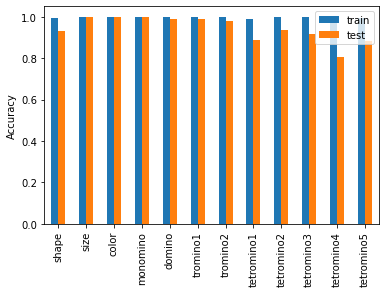 1.0
0.8
0.6
0.4
0.2
0.0
Accuracy
train
test
shape
size
color
monomino
domino
tromino1
tromino2
tetromino1
tetromino2
tetromino3
tetromino4
tetromino5